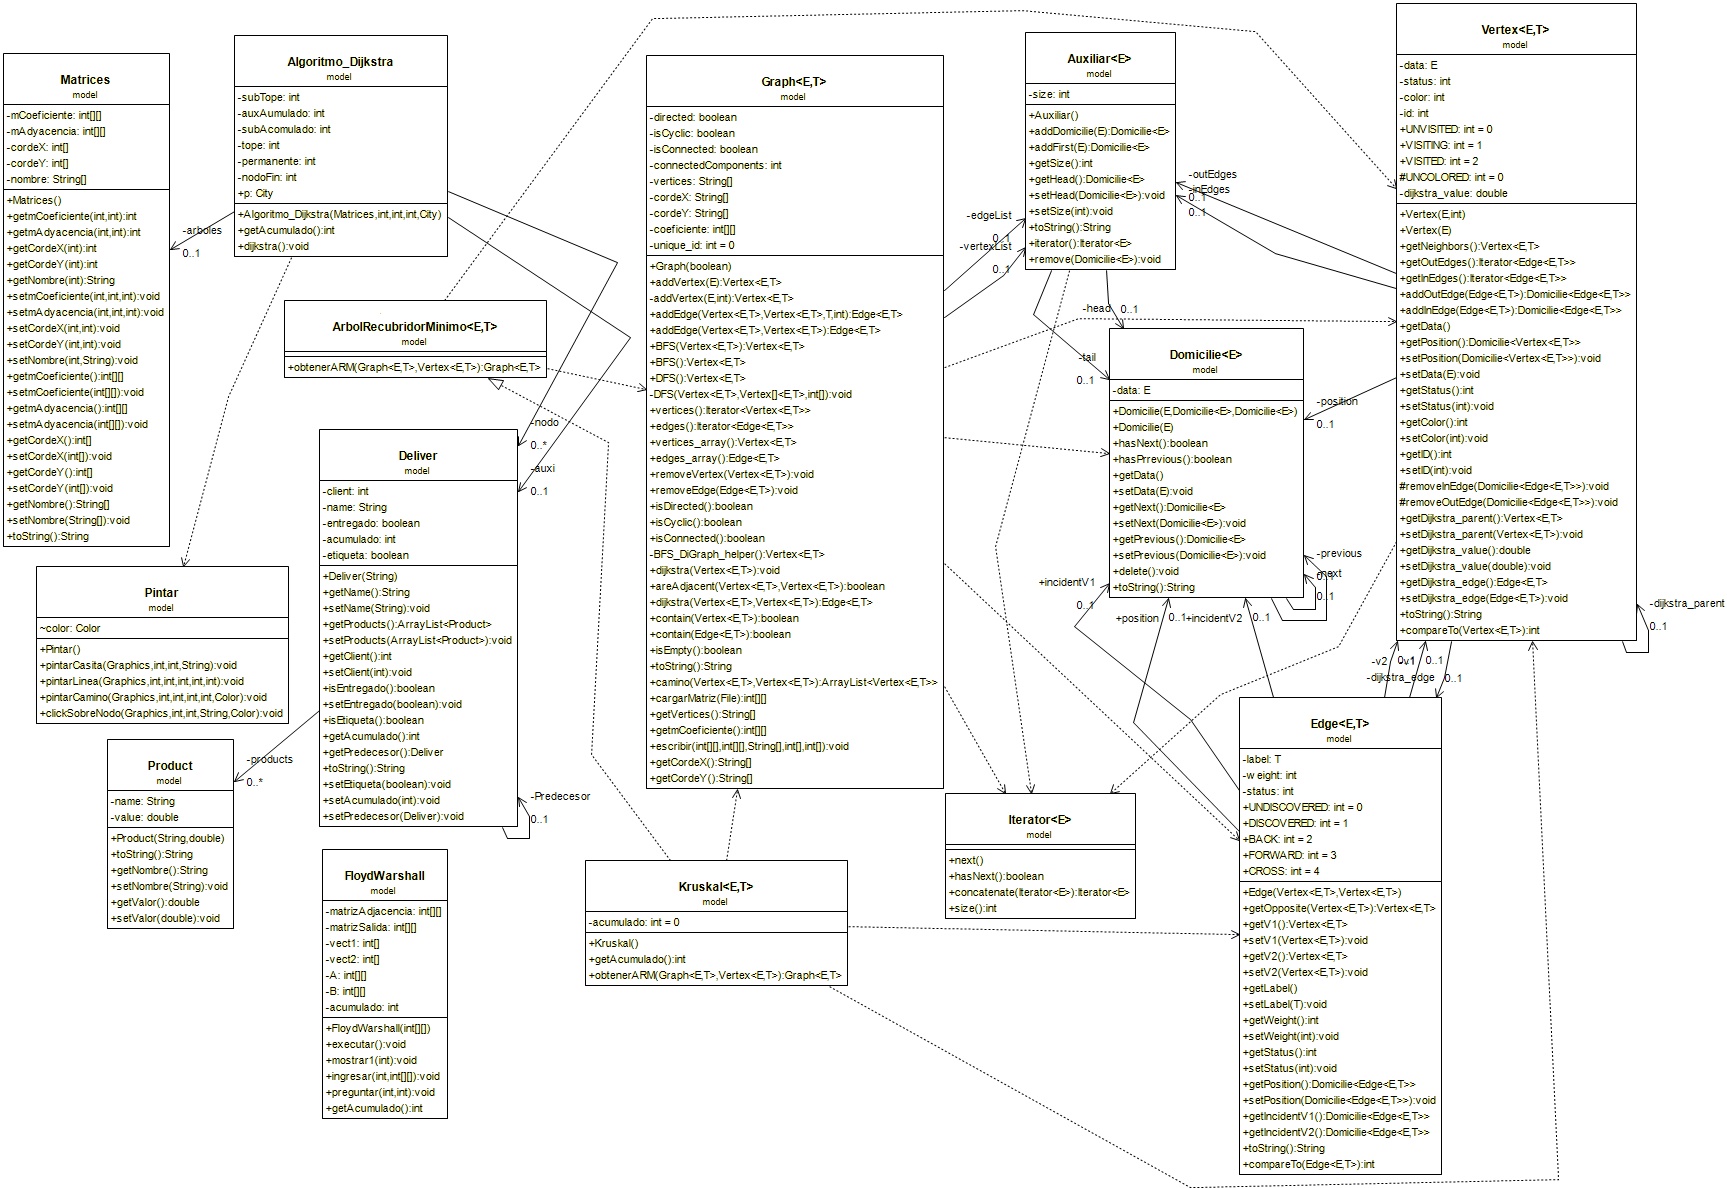 Matrices
model
-mCoeficiente: int[][]
-mAdyacencia: int[][]
-cordeX: int[]
-cordeY: int[]
-nombre: String[]
+Matrices()
+getmCoeficiente(int,int):int
+getmAdyacencia(int,int):int
+getCordeX(int):int
+getCordeY(int):int
+getNombre(int):String
+setmCoeficiente(int,int,int):void
+setmAdyacencia(int,int,int):void
+setCordeX(int,int):void
+setCordeY(int,int):void
+setNombre(int,String):void
+getmCoeficiente():int[][]
+setmCoeficiente(int[][]):void
+getmAdyacencia():int[][]
+setmAdyacencia(int[][]):void
+getCordeX():int[]
+setCordeX(int[]):void
+getCordeY():int[]
+setCordeY(int[]):void
+getNombre():String[]
+setNombre(String[]):void
+toString():String
Algoritmo_Dijkstra
model
-subTope: int
-auxAumulado: int
-subAcomulado: int
-tope: int
-permanente: int
-nodoFin: int
+p: City
+Algoritmo_Dijkstra(Matrices,int,int,int,City)
+getAcumulado():int
+dijkstra():void
-arboles
0..1
ArbolRecubridorMinimo<E,T>
model
+obtenerARM(Graph<E,T>,Vertex<E,T>):Graph<E,T>
-nodo
0..*
-auxi
0..1
Deliver
model
-client: int
-name: String
-entregado: boolean
-acumulado: int
-etiqueta: boolean
+Deliver(String)
+getName():String
+setName(String):void
+getProducts():ArrayList<Product>
+setProducts(ArrayList<Product>):void
+getClient():int
+setClient(int):void
+isEntregado():boolean
+setEntregado(boolean):void
+isEtiqueta():boolean
+getAcumulado():int
+getPredecesor():Deliver
+toString():String
+setEtiqueta(boolean):void
+setAcumulado(int):void
+setPredecesor(Deliver):void
-Predecesor
0..1
Pintar
model
~color: Color
+Pintar()
+pintarCasita(Graphics,int,int,String):void
+pintarLinea(Graphics,int,int,int,int,int):void
+pintarCamino(Graphics,int,int,int,int,Color):void
+clickSobreNodo(Graphics,int,int,String,Color):void
-products
0..*
Product
model
-name: String
-value: double
+Product(String,double)
+toString():String
+getNombre():String
+setNombre(String):void
+getValor():double
+setValor(double):void
FloydWarshall
model
-matrizAdjacencia: int[][]
-matrizSalida: int[][]
-vect1: int[]
-vect2: int[]
-A: int[][]
-B: int[][]
-acumulado: int
+FloydWarshall(int[][])
+executar():void
+mostrar1(int):void
+ingresar(int,int[][]):void
+preguntar(int,int):void
+getAcumulado():int
Graph<E,T>
model
-directed: boolean
-isCyclic: boolean
-isConnected: boolean
-connectedComponents: int
-vertices: String[]
-cordeX: String[]
-cordeY: String[]
-coeficiente: int[][]
-unique_id: int = 0
+Graph(boolean)
+addVertex(E):Vertex<E,T>
-addVertex(E,int):Vertex<E,T>
+addEdge(Vertex<E,T>,Vertex<E,T>,T,int):Edge<E,T>
+addEdge(Vertex<E,T>,Vertex<E,T>):Edge<E,T>
+BFS(Vertex<E,T>):Vertex<E,T>
+BFS():Vertex<E,T>
+DFS():Vertex<E,T>
-DFS(Vertex<E,T>,Vertex[]<E,T>,int[]):void
+vertices():Iterator<Vertex<E,T>>
+edges():Iterator<Edge<E,T>>
+vertices_array():Vertex<E,T>
+edges_array():Edge<E,T>
+removeVertex(Vertex<E,T>):void
+removeEdge(Edge<E,T>):void
+isDirected():boolean
+isCyclic():boolean
+isConnected():boolean
-BFS_DiGraph_helper():Vertex<E,T>
+dijkstra(Vertex<E,T>):void
+areAdjacent(Vertex<E,T>,Vertex<E,T>):boolean
+dijkstra(Vertex<E,T>,Vertex<E,T>):Edge<E,T>
+contain(Vertex<E,T>):boolean
+contain(Edge<E,T>):boolean
+isEmpty():boolean
+toString():String
+camino(Vertex<E,T>,Vertex<E,T>):ArrayList<Vertex<E,T>>
+cargarMatriz(File):int[][]
+getVertices():String[]
+getmCoeficiente():int[][]
+escribir(int[][],int[][],String[],int[],int[]):void
+getCordeX():String[]
+getCordeY():String[]
Kruskal<E,T>
model
-acumulado: int = 0
+Kruskal()
+getAcumulado():int
+obtenerARM(Graph<E,T>,Vertex<E,T>):Graph<E,T>
-edgeList
0..1
-vertexList
0..1
Auxiliar<E>
model
-size: int
+Auxiliar()
+addDomicilie(E):Domicilie<E>
+addFirst(E):Domicilie<E>
+getSize():int
+getHead():Domicilie<E>
+setHead(Domicilie<E>):void
+setSize(int):void
+toString():String
+iterator():Iterator<E>
+remove(Domicilie<E>):void
-outEdges
-inEdges
0..1
0..1
-head
0..1
-tail
0..1
Domicilie<E>
model
-data: E
+Domicilie(E,Domicilie<E>,Domicilie<E>)
+Domicilie(E)
+hasNext():boolean
+hasPrrevious():boolean
+getData()
+setData(E):void
+getNext():Domicilie<E>
+setNext(Domicilie<E>):void
+getPrevious():Domicilie<E>
+setPrevious(Domicilie<E>):void
+delete():void
+toString():String
-position
0..1
-previous
0..1
-next
0..1
+incidentV1
0..1
+position
0..1
+incidentV2
0..1
Iterator<E>
model
+next()
+hasNext():boolean
+concatenate(Iterator<E>):Iterator<E>
+size():int
Vertex<E,T>
model
-data: E
-status: int
-color: int
-id: int
+UNVISITED: int = 0
+VISITING: int = 1
+VISITED: int = 2
#UNCOLORED: int = 0
-dijkstra_value: double
+Vertex(E,int)
+Vertex(E)
+getNeighbors():Vertex<E,T>
+getOutEdges():Iterator<Edge<E,T>>
+getInEdges():Iterator<Edge<E,T>>
+addOutEdge(Edge<E,T>):Domicilie<Edge<E,T>>
+addInEdge(Edge<E,T>):Domicilie<Edge<E,T>>
+getData()
+getPosition():Domicilie<Vertex<E,T>>
+setPosition(Domicilie<Vertex<E,T>>):void
+setData(E):void
+getStatus():int
+setStatus(int):void
+getColor():int
+setColor(int):void
+getID():int
+setID(int):void
#removeInEdge(Domicilie<Edge<E,T>>):void
#removeOutEdge(Domicilie<Edge<E,T>>):void
+getDijkstra_parent():Vertex<E,T>
+setDijkstra_parent(Vertex<E,T>):void
+getDijkstra_value():double
+setDijkstra_value(double):void
+getDijkstra_edge():Edge<E,T>
+setDijkstra_edge(Edge<E,T>):void
+toString():String
+compareTo(Vertex<E,T>):int
-dijkstra_parent
0..1
-v2
0..1
-v1
0..1
-dijkstra_edge
0..1
Edge<E,T>
model
-label: T
-weight: int
-status: int
+UNDISCOVERED: int = 0
+DISCOVERED: int = 1
+BACK: int = 2
+FORWARD: int = 3
+CROSS: int = 4
+Edge(Vertex<E,T>,Vertex<E,T>)
+getOpposite(Vertex<E,T>):Vertex<E,T>
+getV1():Vertex<E,T>
+setV1(Vertex<E,T>):void
+getV2():Vertex<E,T>
+setV2(Vertex<E,T>):void
+getLabel()
+setLabel(T):void
+getWeight():int
+setWeight(int):void
+getStatus():int
+setStatus(int):void
+getPosition():Domicilie<Edge<E,T>>
+setPosition(Domicilie<Edge<E,T>>):void
+getIncidentV1():Domicilie<Edge<E,T>>
+getIncidentV2():Domicilie<Edge<E,T>>
+toString():String
+compareTo(Edge<E,T>):int